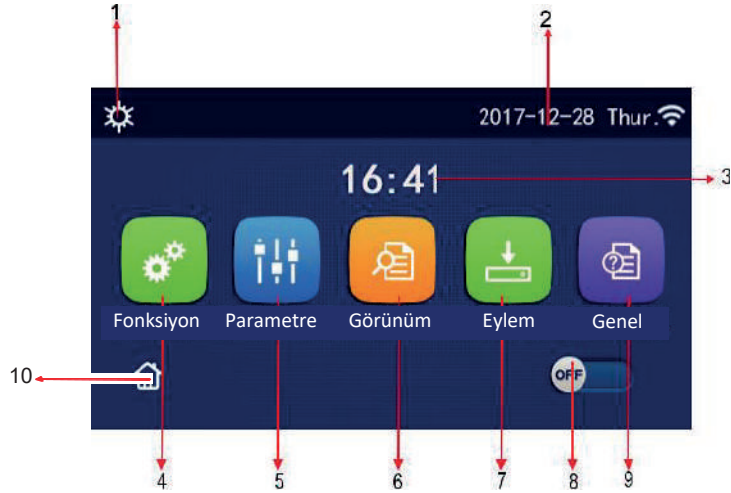 1 2
2017-12-28 Thur.
16:41 3
Fonksiyon Parametre Görünüm Eylem Genel
10 OFF
4 5 6 7 8 9